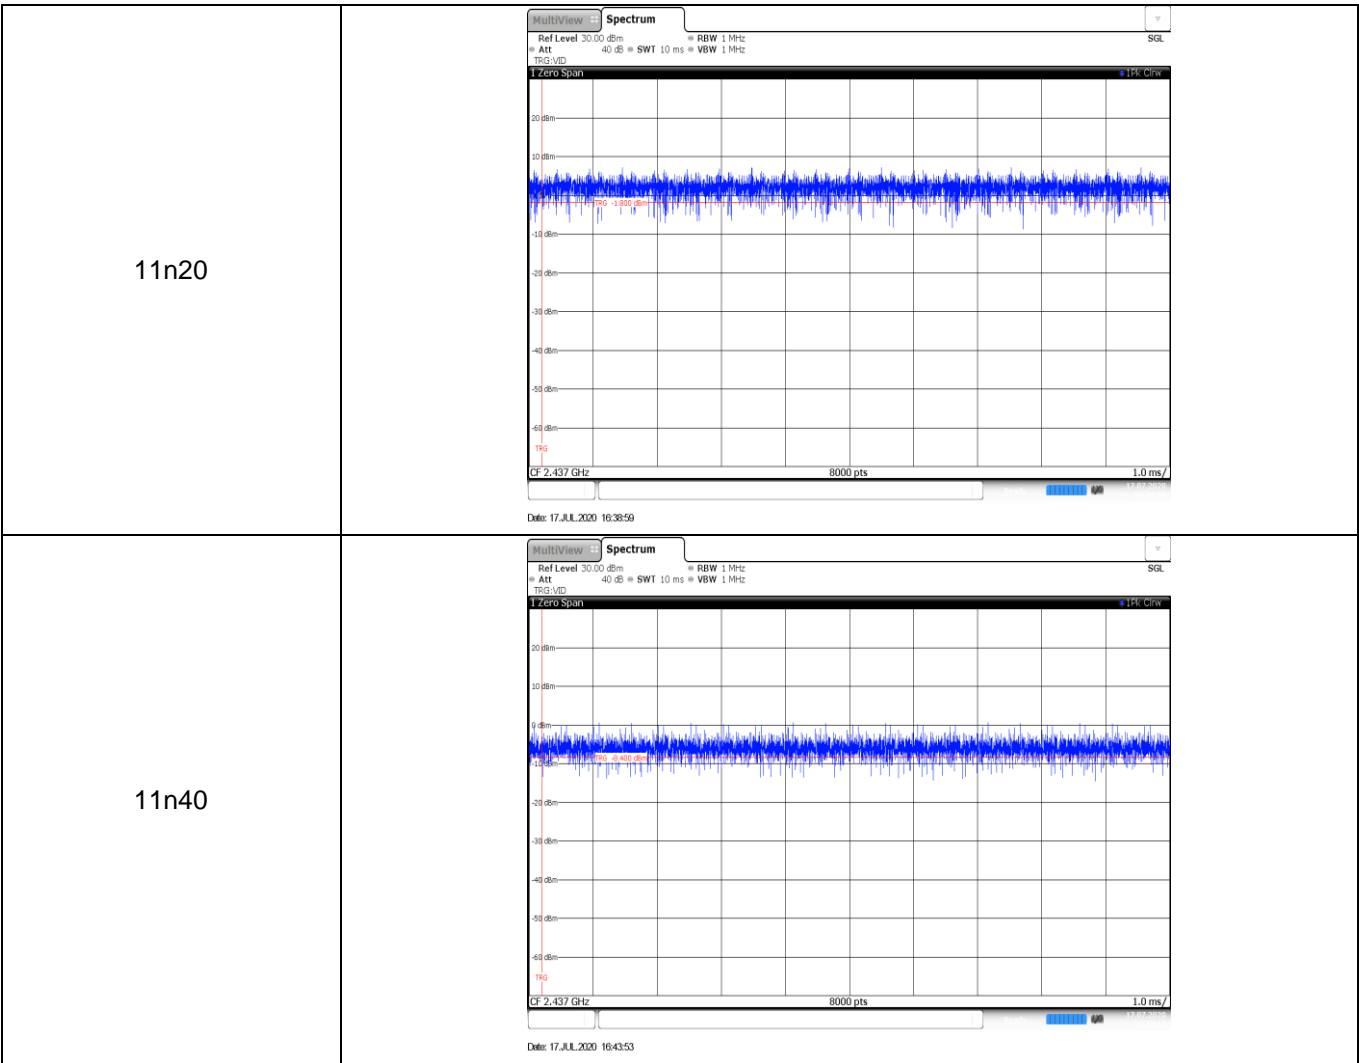 11n20
MultiView Spectrum
Ref Level 30.00 dBm RBW 1 MHz SGL
Att 40 dB SWT 10 ms VBW 1 MHz
TRG:VID
1 Zero Span 1Pk Clrw
20 dBm
10 dBm
TRG -1.800 dBm
-10 dBm
-20 dBm
-30 dBm
-40 dBm
-50 dBm
-60 dBm
TRG
CF 2.437 GHz 8000 pts 1.0 ms/
Date: 17.JUL.2020 16:38:59
11n40
MultiView Spectrum
Ref Level 30.00 dBm RBW 1 MHz SGL
Att 40 dB SWT 10 ms VBW 1 MHz
TRG:VID
1 Zero Span 1Pk Clrw
20 dBm
10 dBm
0 dBm
TRG -8.400 dBm
-10 dBm
-20 dBm
-30 dBm
-40 dBm
-50 dBm
-60 dBm
TRG
CF 2.437 GHz 8000 pts 1.0 ms/
Date: 17.JUL.2020 16:43:53